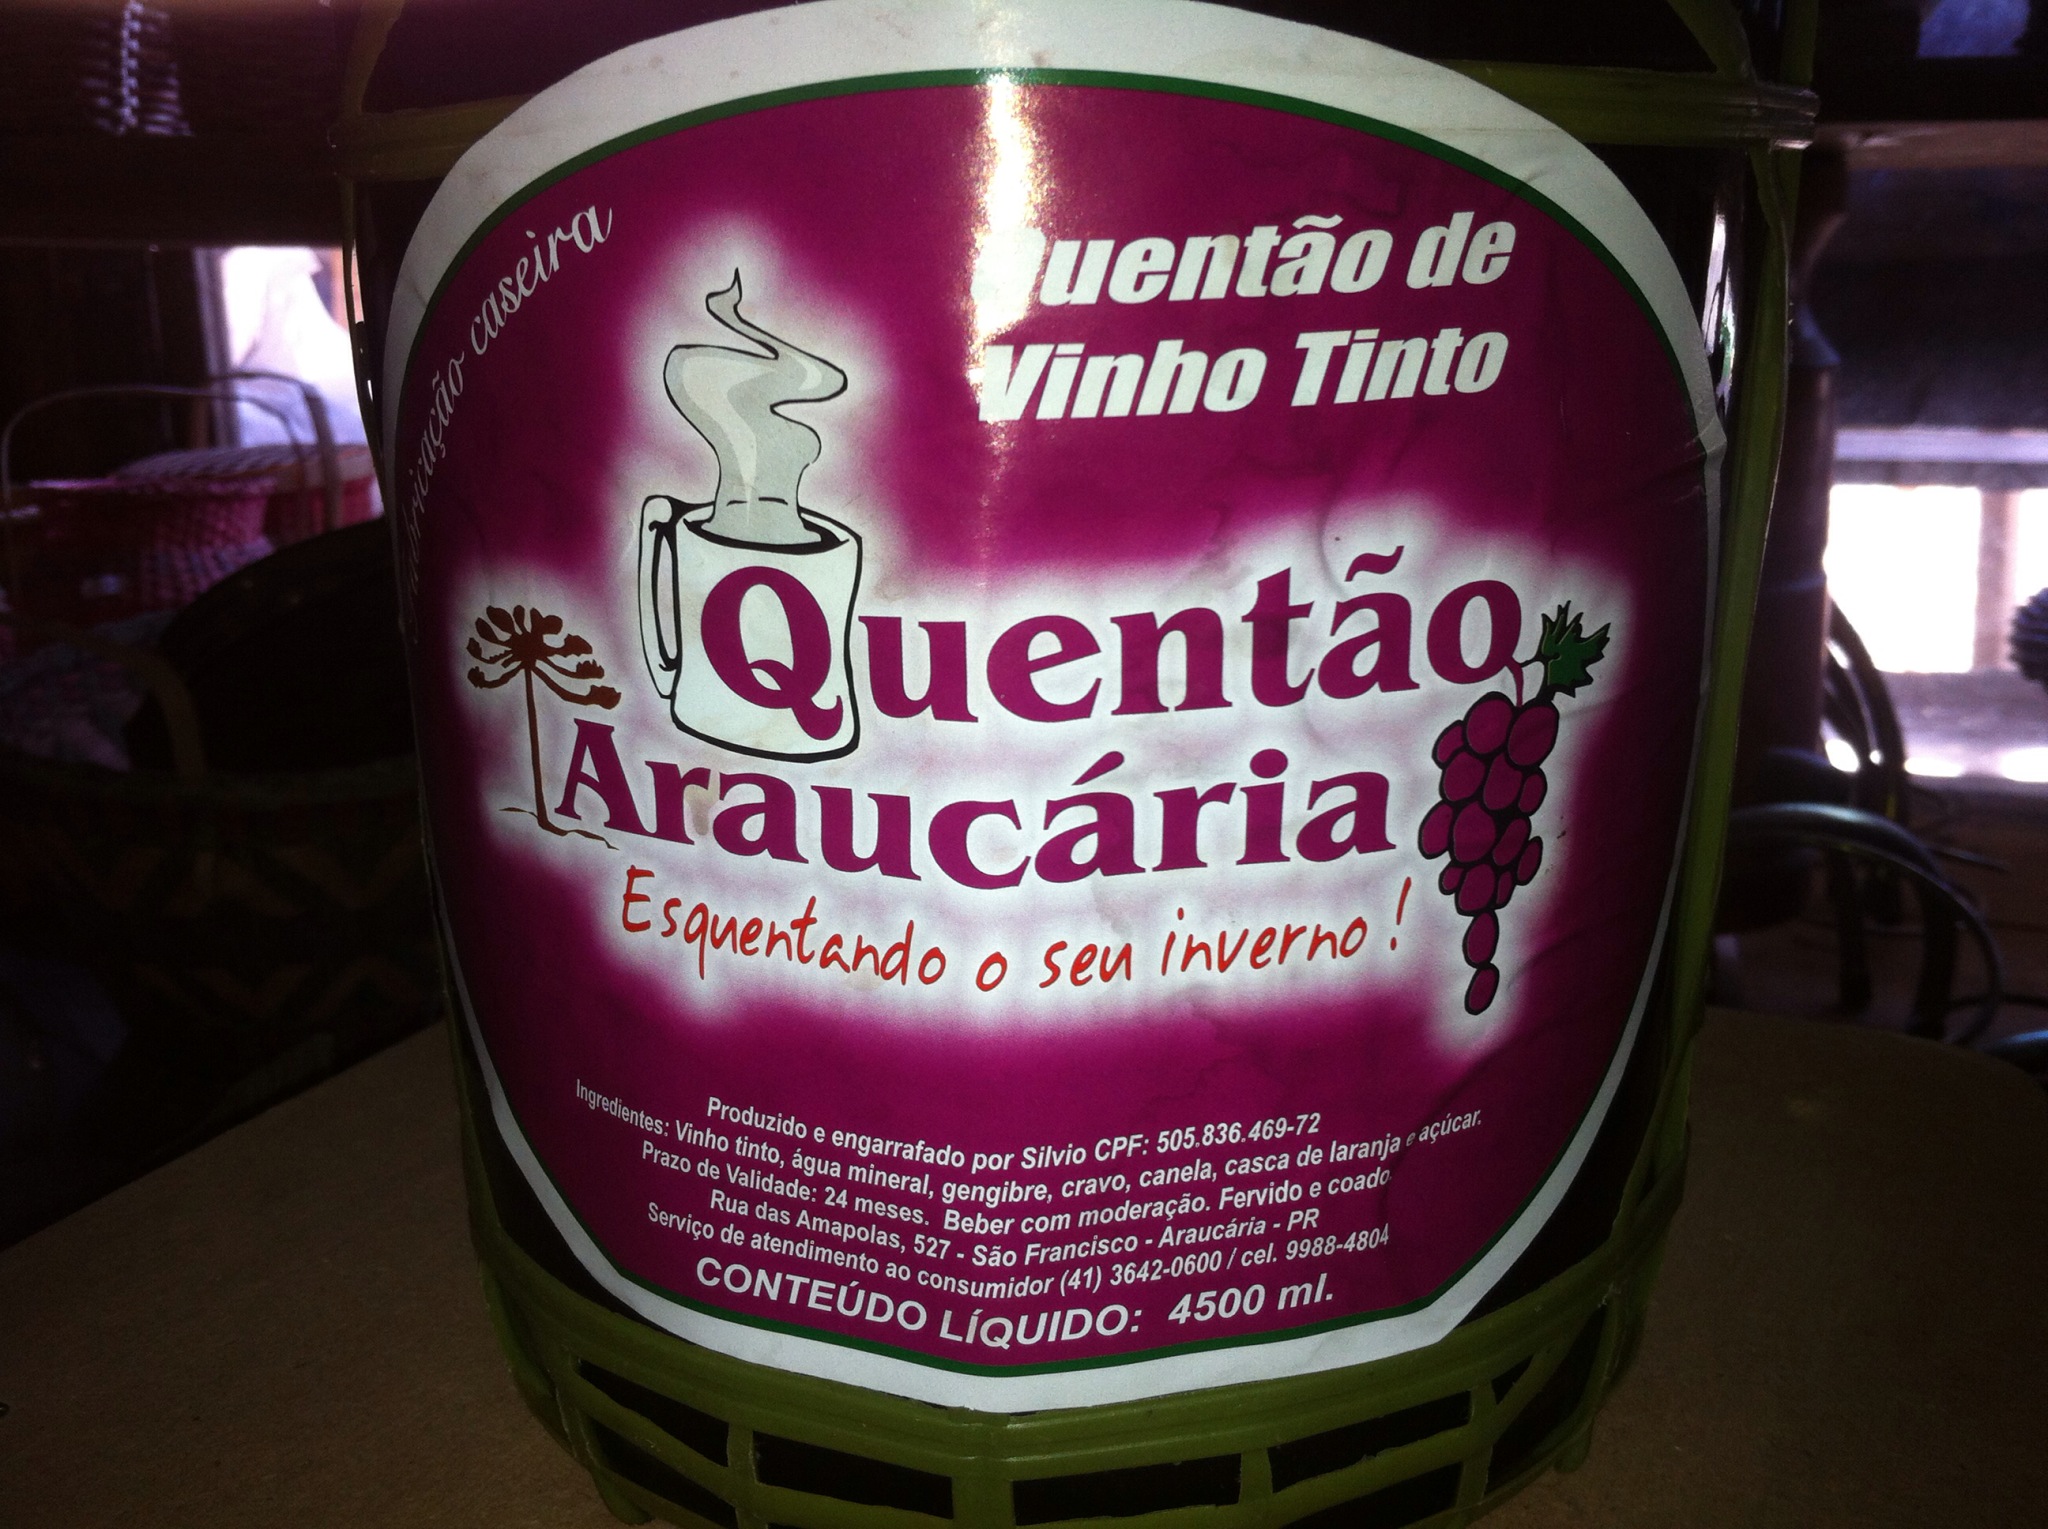 Fabricação caseira
Quentão de
Vinho Tinto
Quentão
Araucária
Esquentando o seu inverno!
Produzido e engarrafado por Silvio CPF: 505.836.469-72
Ingredientes: Vinho tinto, água mineral, gengibre, cravo, canela, casca de laranja e açúcar.
Prazo de Validade: 24 meses. Beber com moderação. Fervido e coado.
Rua das Amapolas, 527 - São Francisco - Araucária - PR
Serviço de atendimento ao consumidor (41) 3642-0600 / cel. 9988-4804
CONTEÚDO LÍQUIDO: 4500 ml.